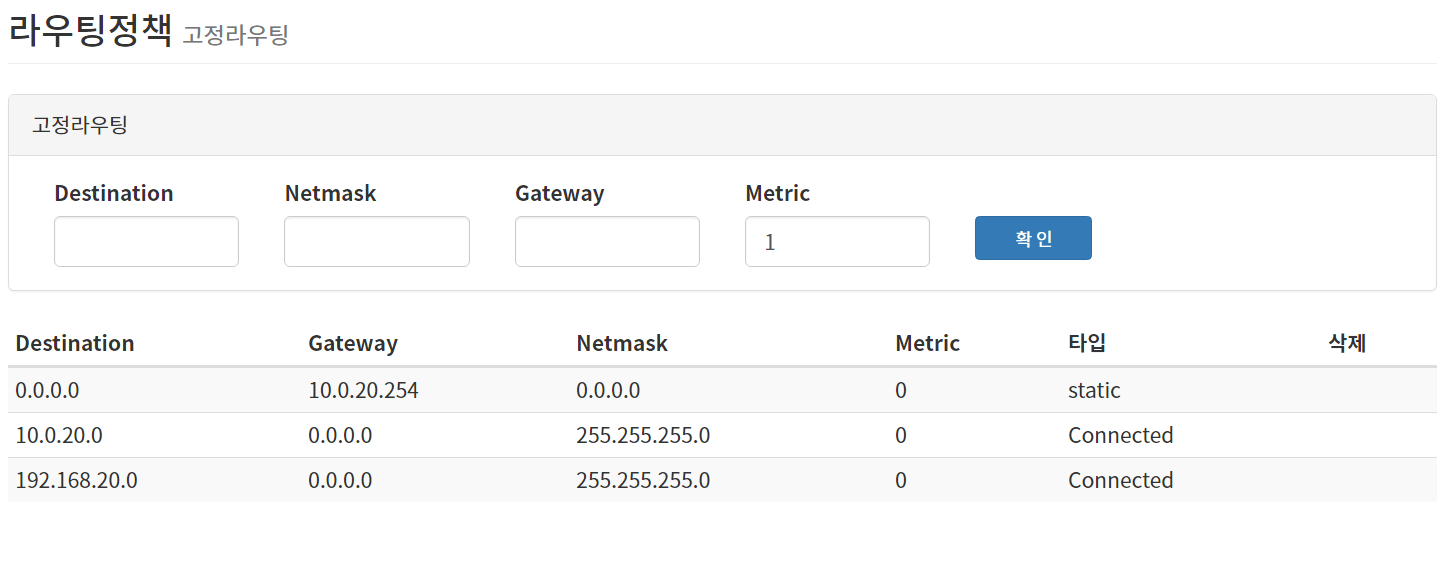 라우팅정책 고정라우팅
고정라우팅
Destination Netmask Gateway Metric
1 확 인
Destination Gateway Netmask Metric 타입 삭제
0.0.0.0 10.0.20.254 0.0.0.0 0 static
10.0.20.0 0.0.0.0 255.255.255.0 0 Connected
192.168.20.0 0.0.0.0 255.255.255.0 0 Connected